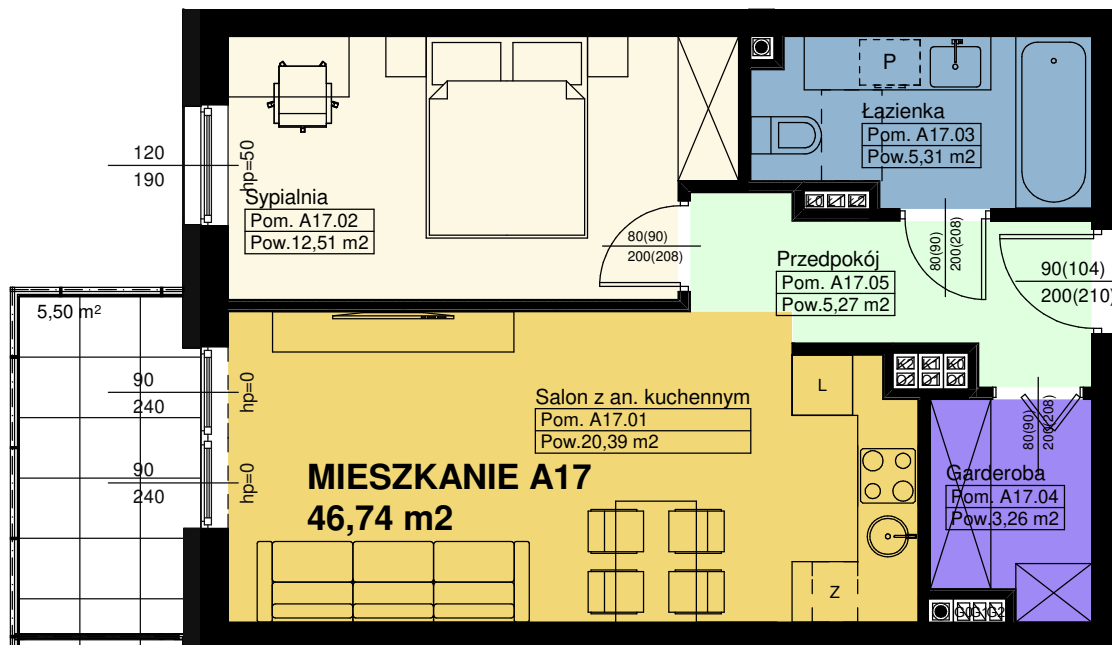 P
Łazienka
Pom. A17.03
Pow.5,31 m2
120
190
hp=50
Sypialnia
Pom. A17.02
Pow.12,51 m2
L2
80(90)
200(208)
80(90)
200(208)
Przedpokój
Pom. A17.05
Pow.5,27 m2
90(104)
200(210)
5,50 m²
90
240
hp=0
Salon z an. kuchennym
Pom. A17.01
Pow.20,39 m2
L
80(90)
200(208)
90
240
hp=0
MIESZKANIE A17
46,74 m2
Garderoba
Pom. A17.04
Pow.3,26 m2
Z